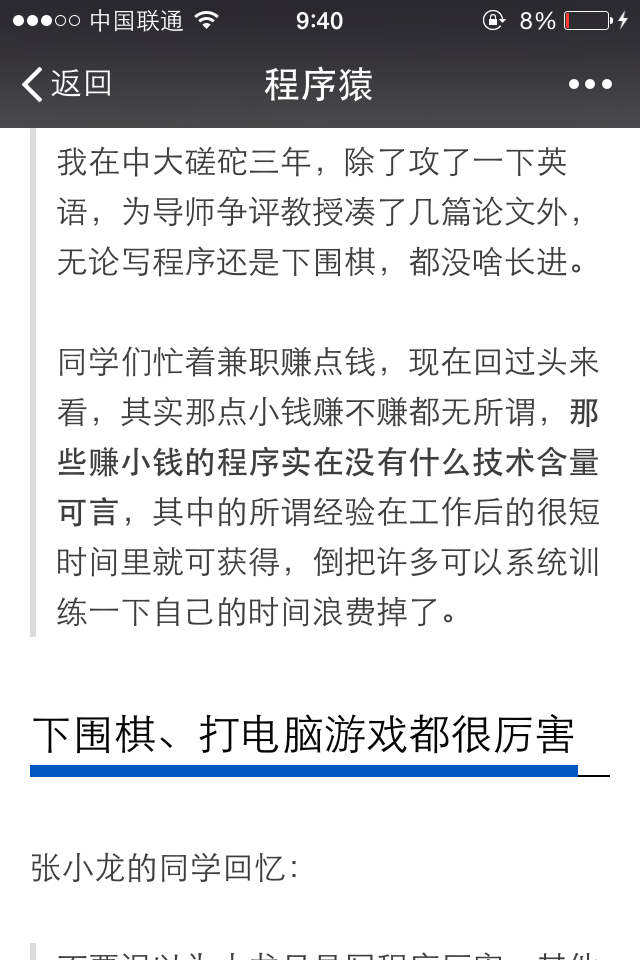 中国联通
9:40
8%
返回
程序猿
我在中大磋砣三年，除了攻了一下英
语，为导师争评教授凑了几篇论文外，
无论写程序还是下围棋，都没啥长进。
同学们忙着兼职赚点钱，现在回过头来
看，其实那点小钱赚不赚都无所谓，那
些赚小钱的程序实在没有什么技术含量
可言，其中的所谓经验在工作后的很短
时间里就可获得，倒把许多可以系统训
练一下自己的时间浪费掉了。
下围棋、打电脑游戏都很厉害
张小龙的同学回忆：